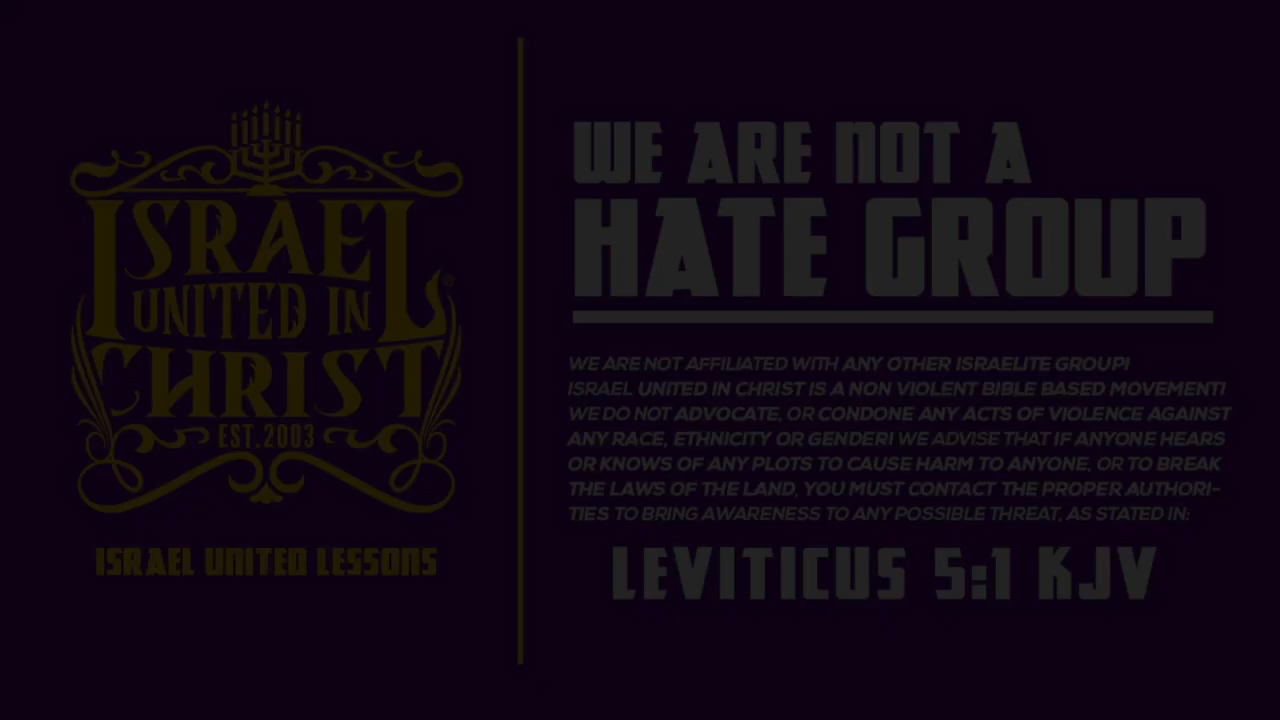 ISRAEL
UNITED IN
CHRIST
EST. 2003
ISRAEL UNITED LESSONS
WE ARE NOT A
HATE GROUP
WE ARE NOT AFFILIATED WITH ANY OTHER ISRAELITE GROUP!
ISRAEL UNITED IN CHRIST IS A NON VIOLENT BIBLE BASED MOVEMENT!
WE DO NOT ADVOCATE, OR CONDONE ANY ACTS OF VIOLENCE AGAINST
ANY RACE, ETHNICITY OR GENDER! WE ADVISE THAT IF ANYONE HEARS
OR KNOWS OF ANY PLOTS TO CAUSE HARM TO ANYONE, OR TO BREAK
THE LAWS OF THE LAND, YOU MUST CONTACT THE PROPER AUTHORI-
TIES TO BRING AWARENESS TO ANY POSSIBLE THREAT, AS STATED IN:
LEVITICUS 5:1 KJV